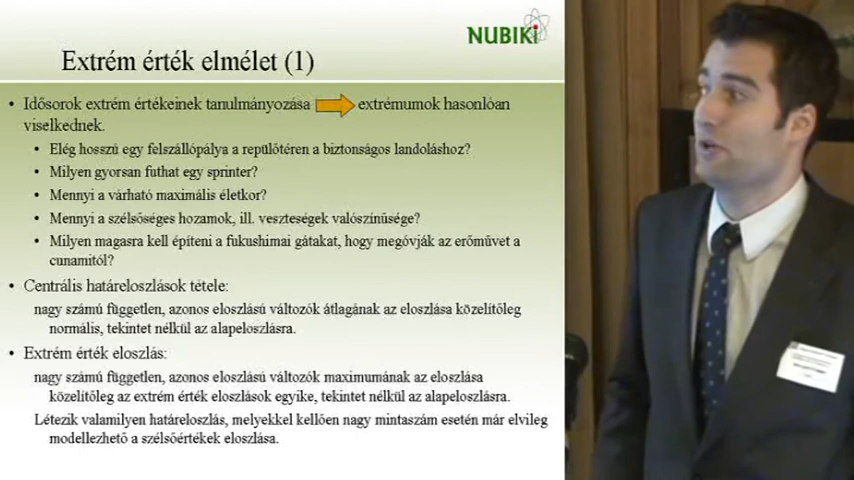 NUBIKi
Extrém érték elmélet (1)
• Idősorok extrém értékeinek tanulmányozása extrémumok hasonlóan
viselkednek.
• Elég hosszú egy felszállópálya a repülőtéren a biztonságos landoláshoz?
• Milyen gyorsan futhat egy sprinter?
• Mennyi a várható maximális életkor?
• Mennyi a szélsőséges hozamok, ill. veszteségek valószínűsége?
• Milyen magasra kell építeni a fukushimai gátakat, hogy megóvják az erőművet a
cunamitól?
• Centrális határeloszlások tétele:
nagy számú független, azonos eloszlású változók átlagának az eloszlása közelítőleg
normális, tekintet nélkül az alapeloszlásra.
• Extrém érték eloszlás:
nagy számú független, azonos eloszlású változók maximumának az eloszlása
közelítőleg az extrém érték eloszlások egyike, tekintet nélkül az alapeloszlásra.
Létezik valamilyen határeloszlás, melyekkel kellően nagy mintaszám esetén már elvileg
modellezhető a szélsőértékek eloszlása.